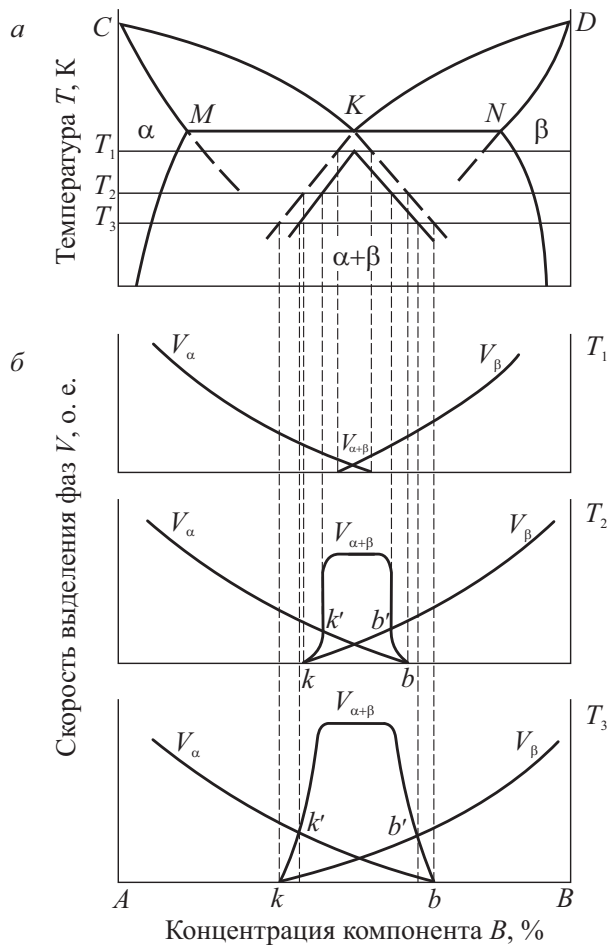 а
C
D
K
M
N
α
β
T₁
T₂
T₃
α+β
Температура T, К
б
Vα
Vβ
T₁
Vα+β
Vα
Vβ
T₂
Vα+β
k′
b′
k
b
Vα+β
T₃
Vα
Vβ
k′
b′
Скорость выделения фаз V, о. е.
A
k
b
B
Концентрация компонента B, %